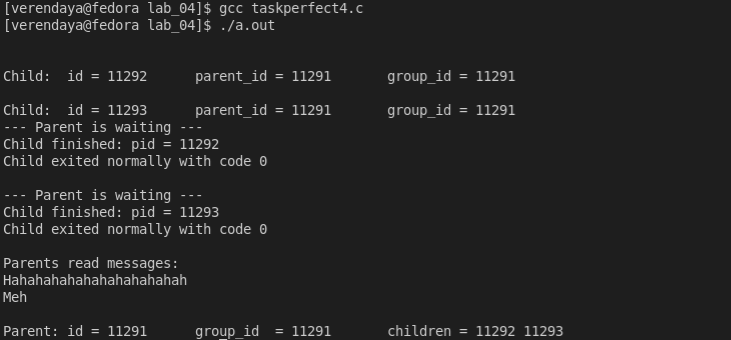 [verendaya@fedora lab_04]$ gcc taskperfect4.c
[verendaya@fedora lab_04]$ ./a.out
Child:  id = 11292      parent_id = 11291       group_id = 11291
Child:  id = 11293      parent_id = 11291       group_id = 11291
--- Parent is waiting ---
Child finished: pid = 11292
Child exited normally with code 0
--- Parent is waiting ---
Child finished: pid = 11293
Child exited normally with code 0
Parents read messages:
Hahahahahahahahahahahah
Meh
Parent: id = 11291      group_id  = 11291       children = 11292 11293